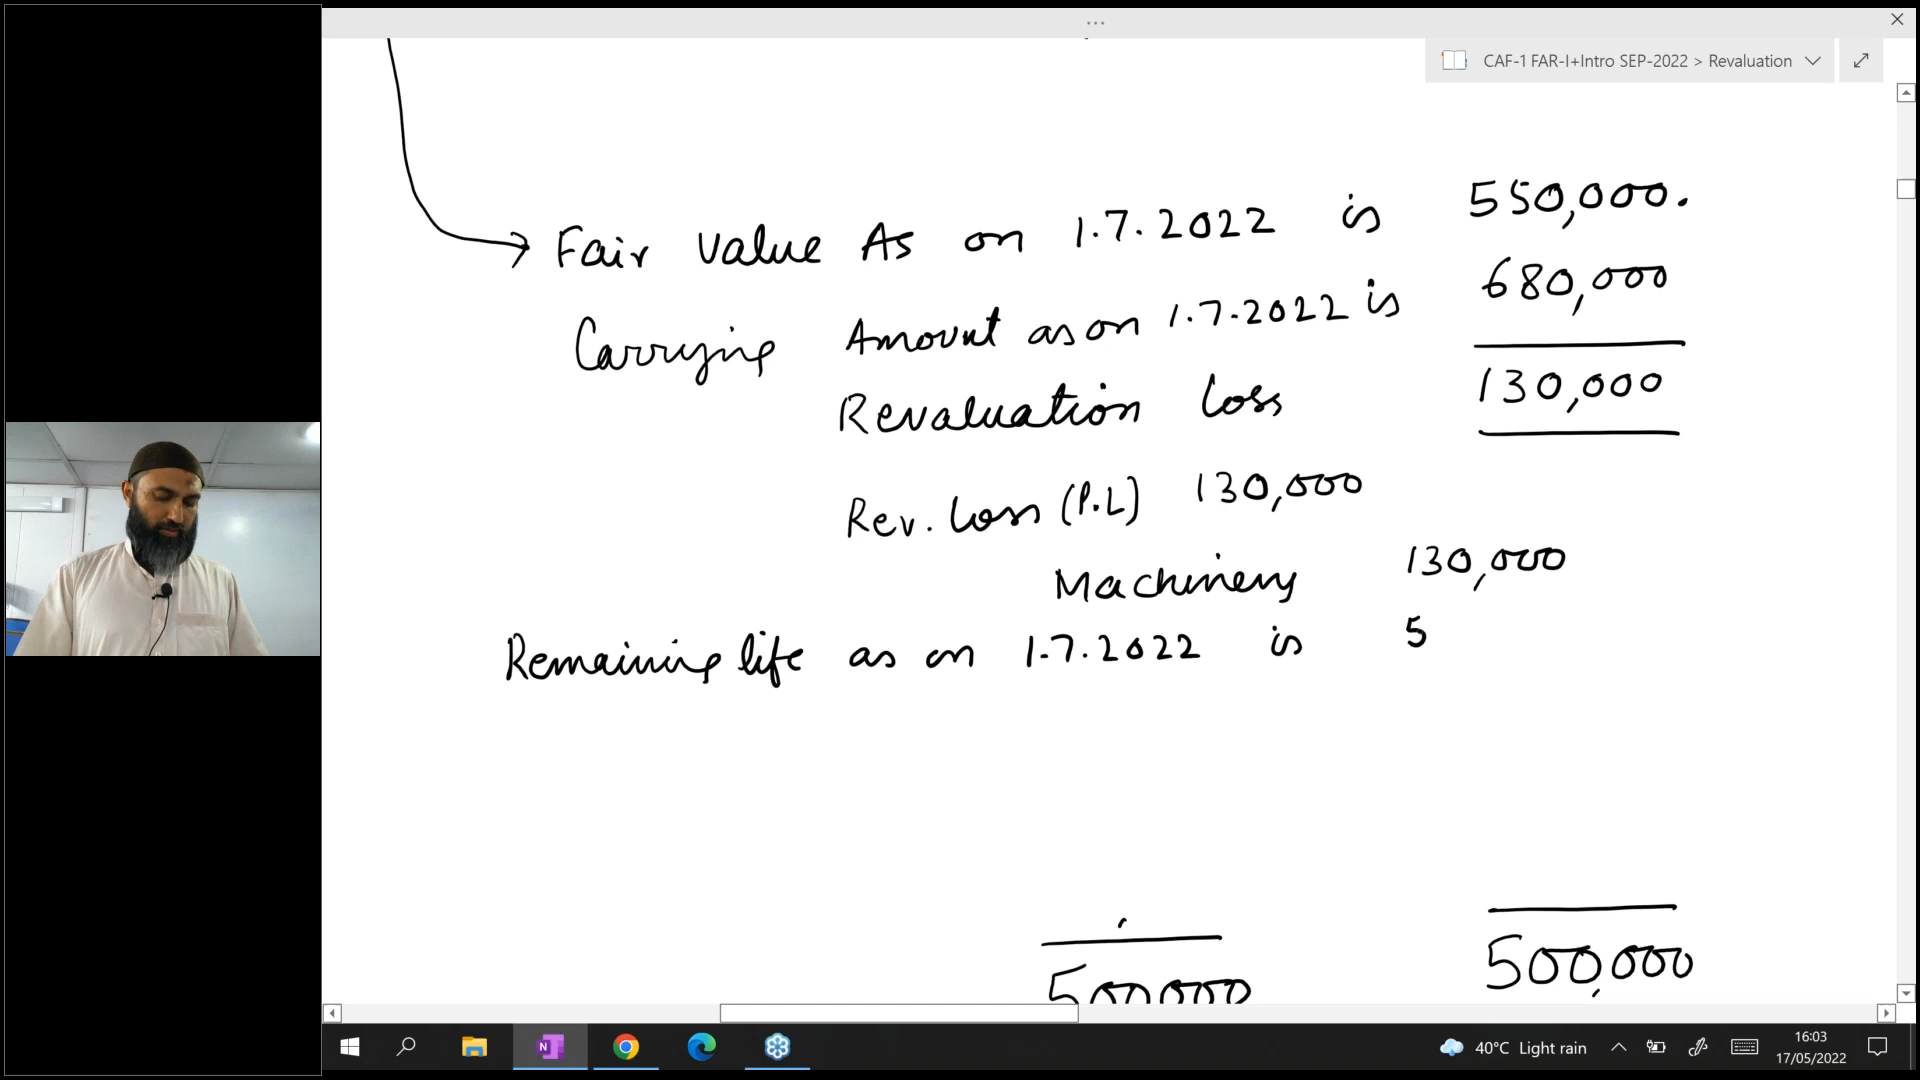 CAF-1 FAR-I+Intro SEP-2022 > Revaluation
→ Fair Value As on 1.7.2022 is 550,000.
Carrying Amount as on 1.7.2022 is 680,000
Revaluation Loss 130,000
Rev. Loss (P.L) 130,000
Machinery 130,000
Remaining life as on 1.7.2022 is 5
500,000 500,000
40°C Light rain
16:03
17/05/2022